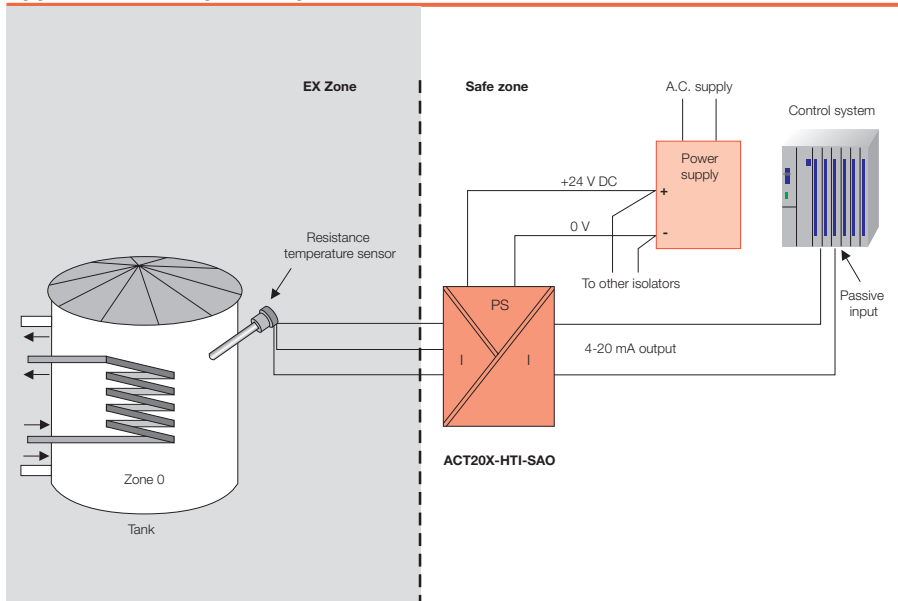 EX Zone
Safe zone
A.C. supply
Control system
Power
supply
+24 V DC
+
0 V
-
Resistance
temperature sensor
To other isolators
Passive
input
PS
I
I
4-20 mA output
ACT20X-HTI-SAO
Zone 0
Tank